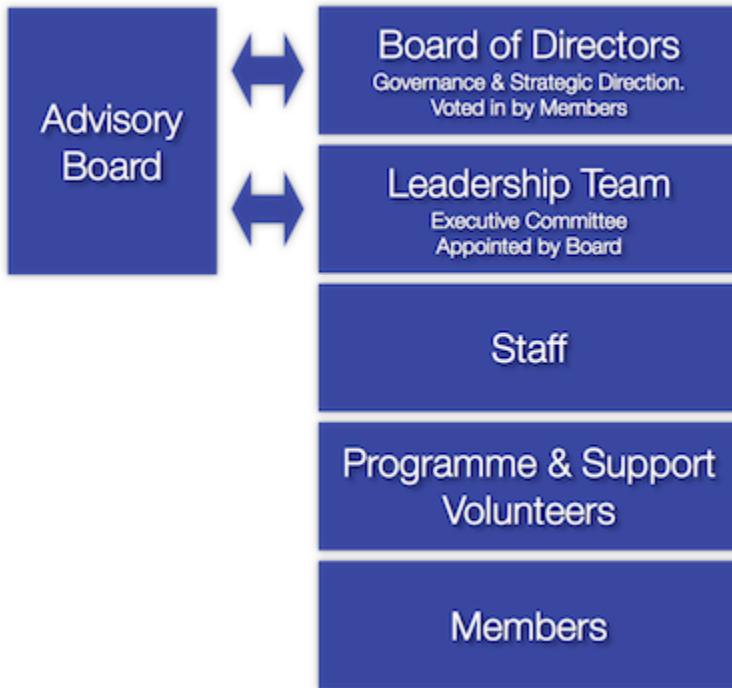 Advisory
Board
Board of Directors
Governance & Strategic Direction.
Voted in by Members
Leadership Team
Executive Committee
Appointed by Board
Staff
Programme & Support
Volunteers
Members